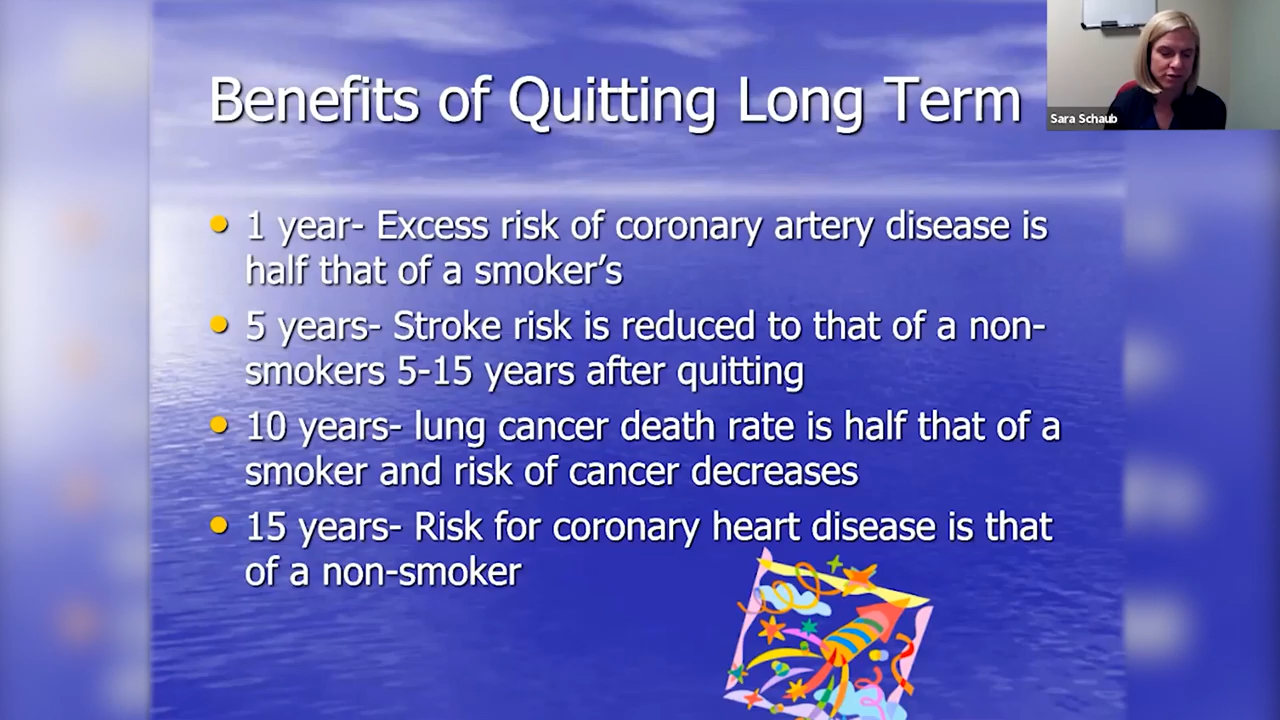 Benefits of Quitting Long Term
Sara Schaub
• 1 year- Excess risk of coronary artery disease is
half that of a smoker’s
• 5 years- Stroke risk is reduced to that of a non-
smokers 5-15 years after quitting
• 10 years- lung cancer death rate is half that of a
smoker and risk of cancer decreases
• 15 years- Risk for coronary heart disease is that
of a non-smoker